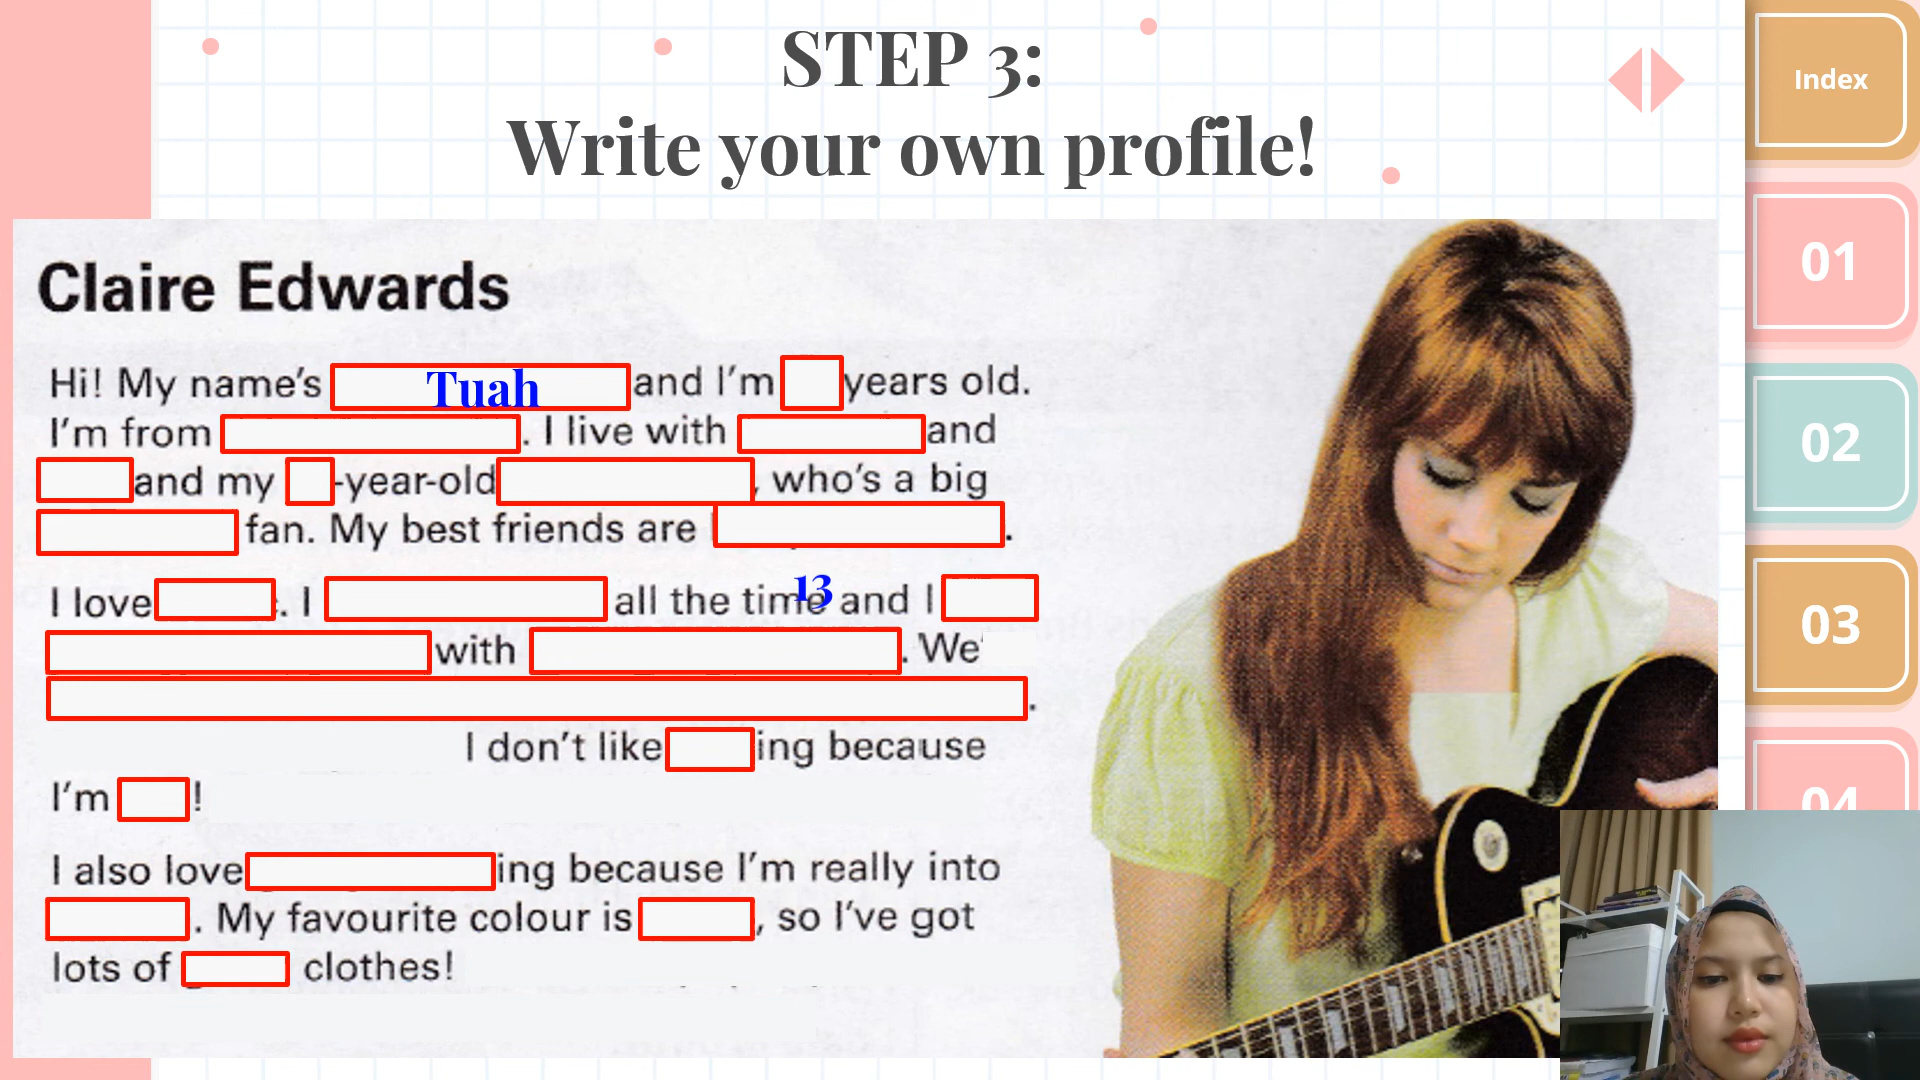 STEP 3:
Write your own profile!
Index
01
02
03
04
Claire Edwards
Hi! My name's Tuah and I'm years old.
I'm from . I live with and
and my -year-old , who's a big
fan. My best friends are .
13
I love . I all the time and I
with . We'
.
I don't like ing because
I'm !
I also love ing because I'm really into
. My favourite colour is , so I've got
lots of clothes!